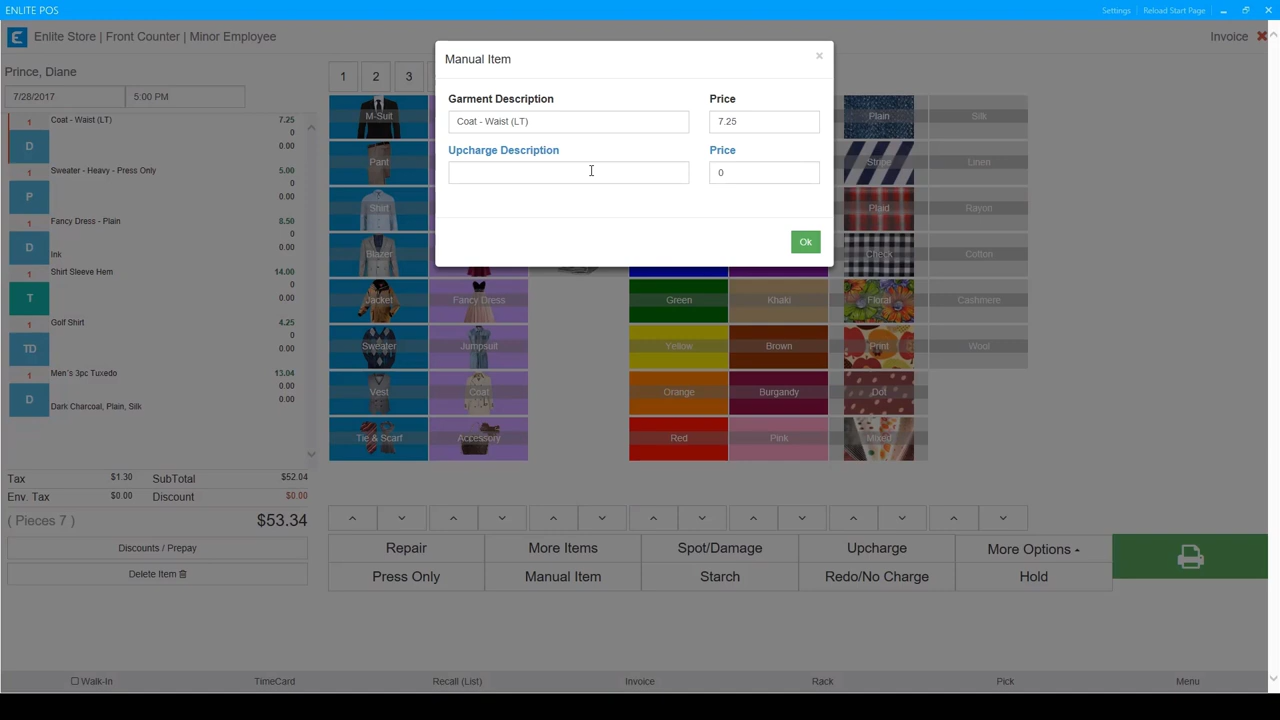 ENLITE POS
Settings
Reload Start Page
Enlite Store | Front Counter | Minor Employee
Invoice
Prince, Diane
7/28/2017
5:00 PM
1 Coat - Waist (LT) 7.25
0
D 0.00
1 Sweater - Heavy - Press Only 5.00
0
P 0.00
1 Fancy Dress - Plain 8.50
0
D 0.00
Ink
1 Shirt Sleeve Hem 14.00
0
T 0.00
1 Golf Shirt 4.25
0
TD 0.00
1 Men's 3pc Tuxedo 13.04
0.00
D 0.00
Dark Charcoal, Plain, Silk
Tax $1.30 SubTotal $52.04
Env. Tax $0.00 Discount $0.00
( Pieces 7 ) $53.34
Discounts / Prepay
Delete Item
1 2 3
Manual Item ×
Garment Description Price
Coat - Waist (LT) 7.25
Upcharge Description Price
0
Ok
M-Suit Plain Silk
Pant Stripe Linen
Shirt Plaid Rayon
Blazer Check Cotton
Jacket Fancy Dress Green Khaki Floral Cashmere
Sweater Jumpsuit Yellow Brown Print Wool
Vest Coat Orange Burgandy Dot
Tie & Scarf Accessory Red Pink Mixed
Repair More Items Spot/Damage Upcharge More Options
Press Only Manual Item Starch Redo/No Charge Hold
Walk-In TimeCard Recall (List) Invoice Rack Pick Menu